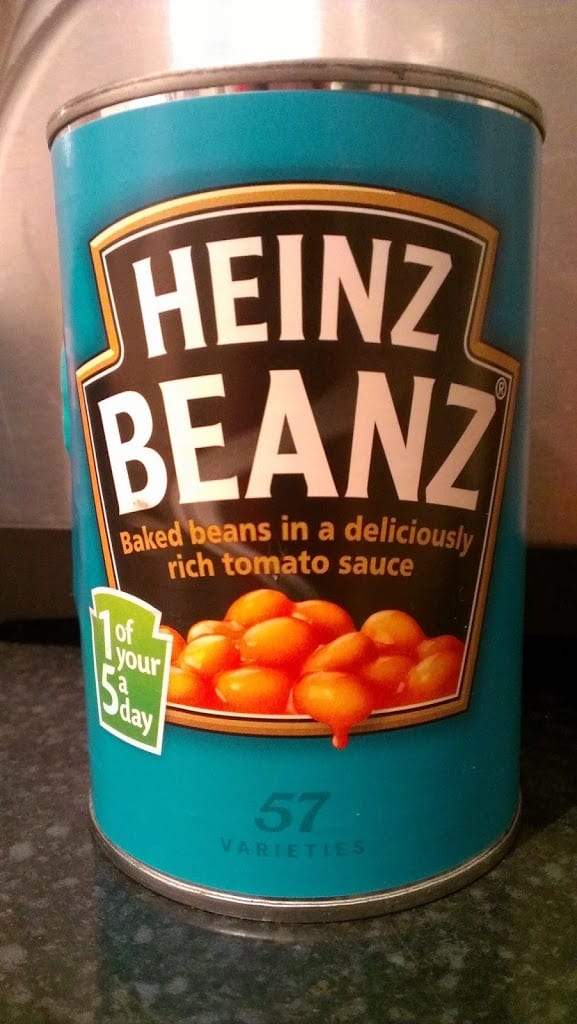 HEINZ
BEANZ®
Baked beans in a deliciously
rich tomato sauce
1 of
your
5 a
day
57
VARIETIES